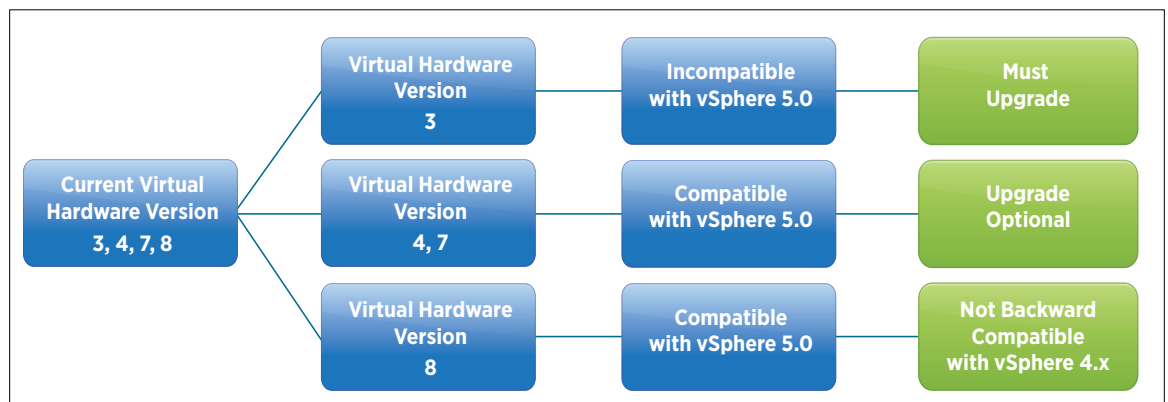 Current Virtual
Hardware Version
3, 4, 7, 8
Virtual Hardware
Version
3
Incompatible
with vSphere 5.0
Must
Upgrade
Virtual Hardware
Version
4, 7
Compatible
with vSphere 5.0
Upgrade
Optional
Virtual Hardware
Version
8
Compatible
with vSphere 5.0
Not Backward
Compatible
with vSphere 4.x